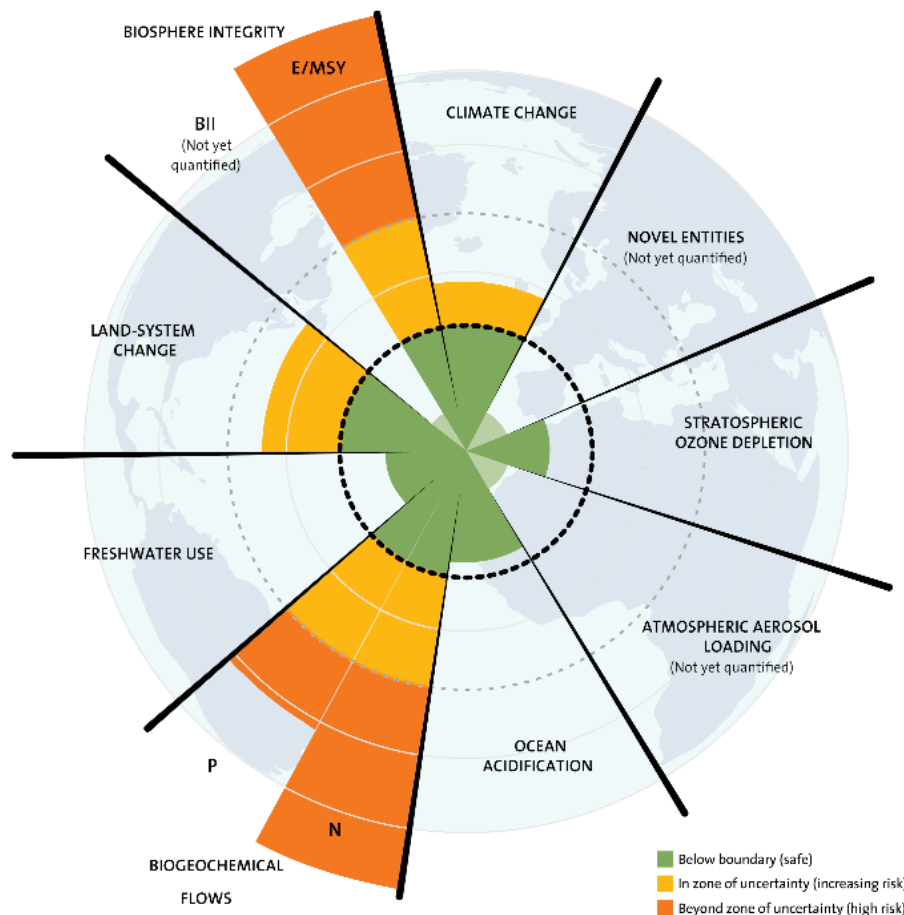 BIOSPHERE INTEGRITY
E/MSY
BII
(Not yet
quantified)
CLIMATE CHANGE
NOVEL ENTITIES
(Not yet quantified)
LAND-SYSTEM
CHANGE
STRATOSPHERIC
OZONE DEPLETION
FRESHWATER USE
ATMOSPHERIC AEROSOL
LOADING
(Not yet quantified)
OCEAN
ACIDIFICATION
P
N
BIOGEOCHEMICAL
FLOWS
Below boundary (safe)
In zone of uncertainty (increasing risk)
Beyond zone of uncertainty (high risk)